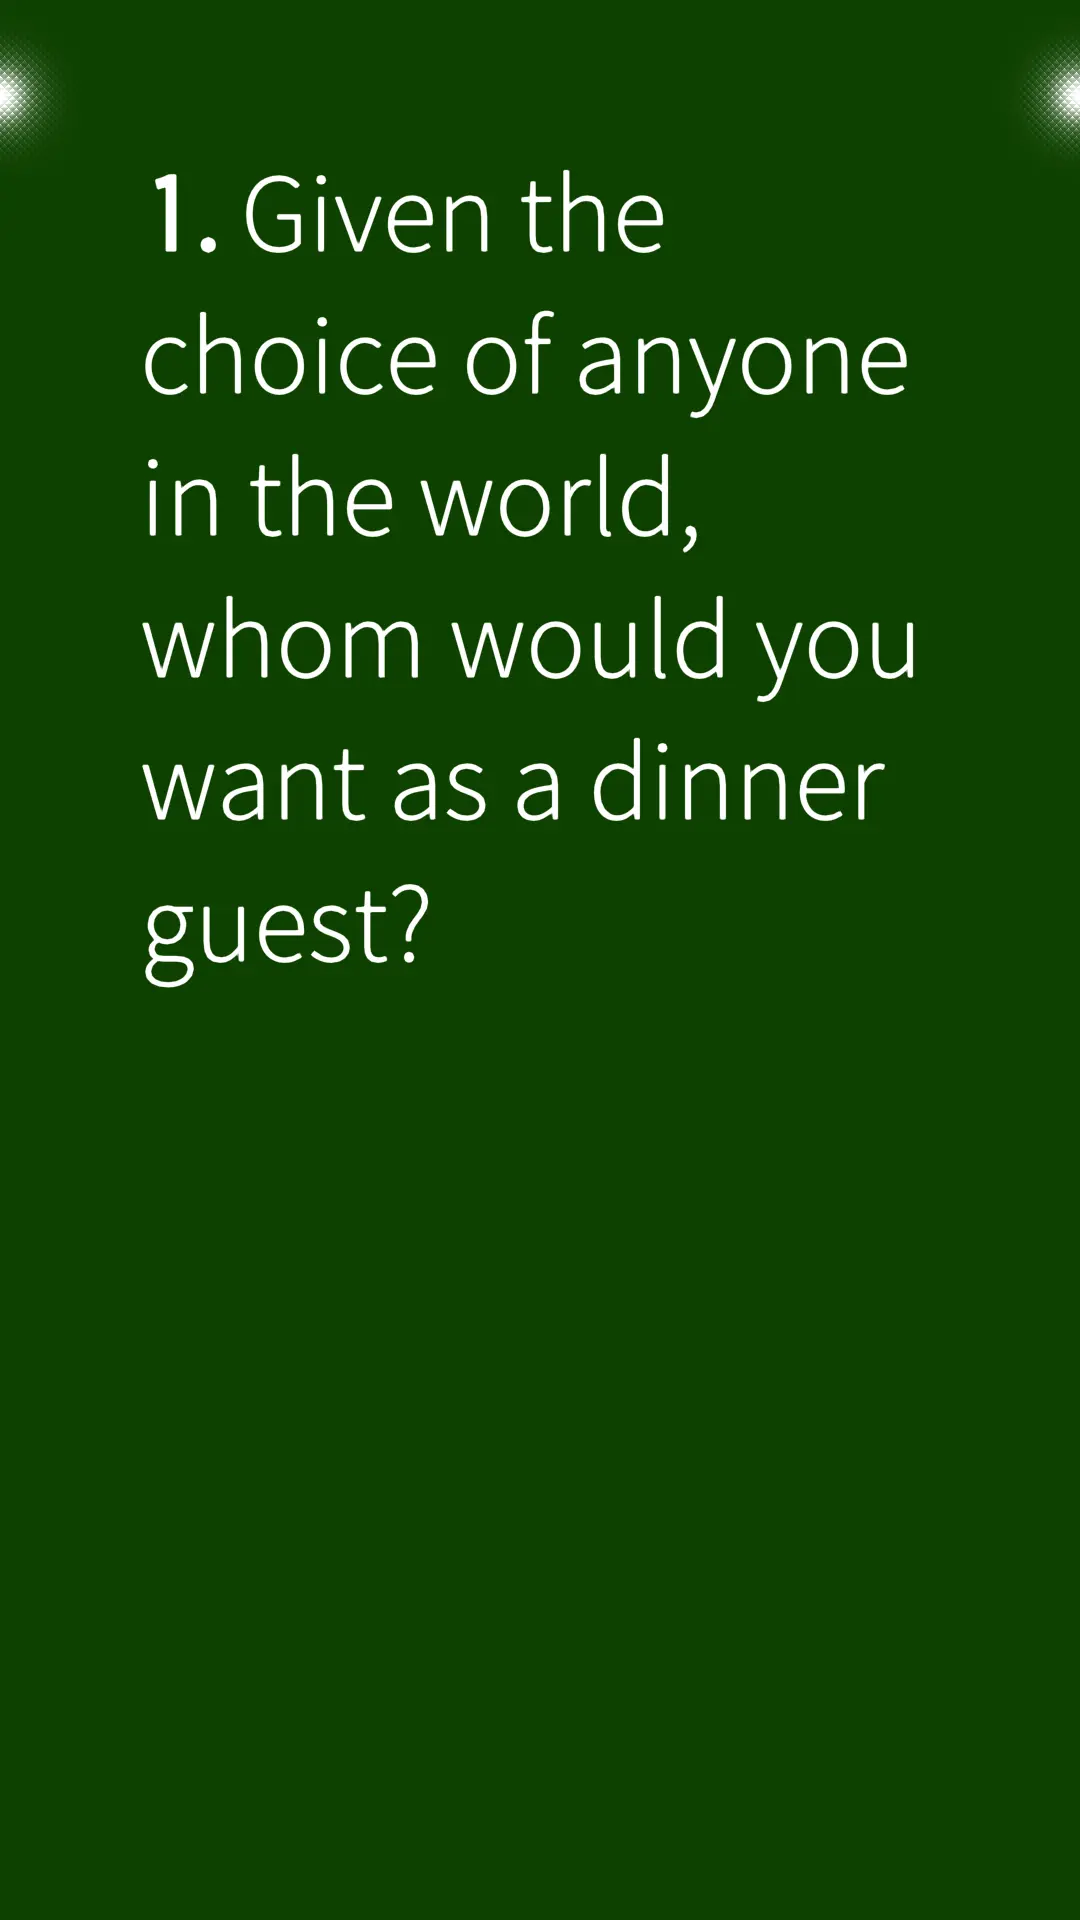 1. Given the
choice of anyone
in the world,
whom would you
want as a dinner
guest?